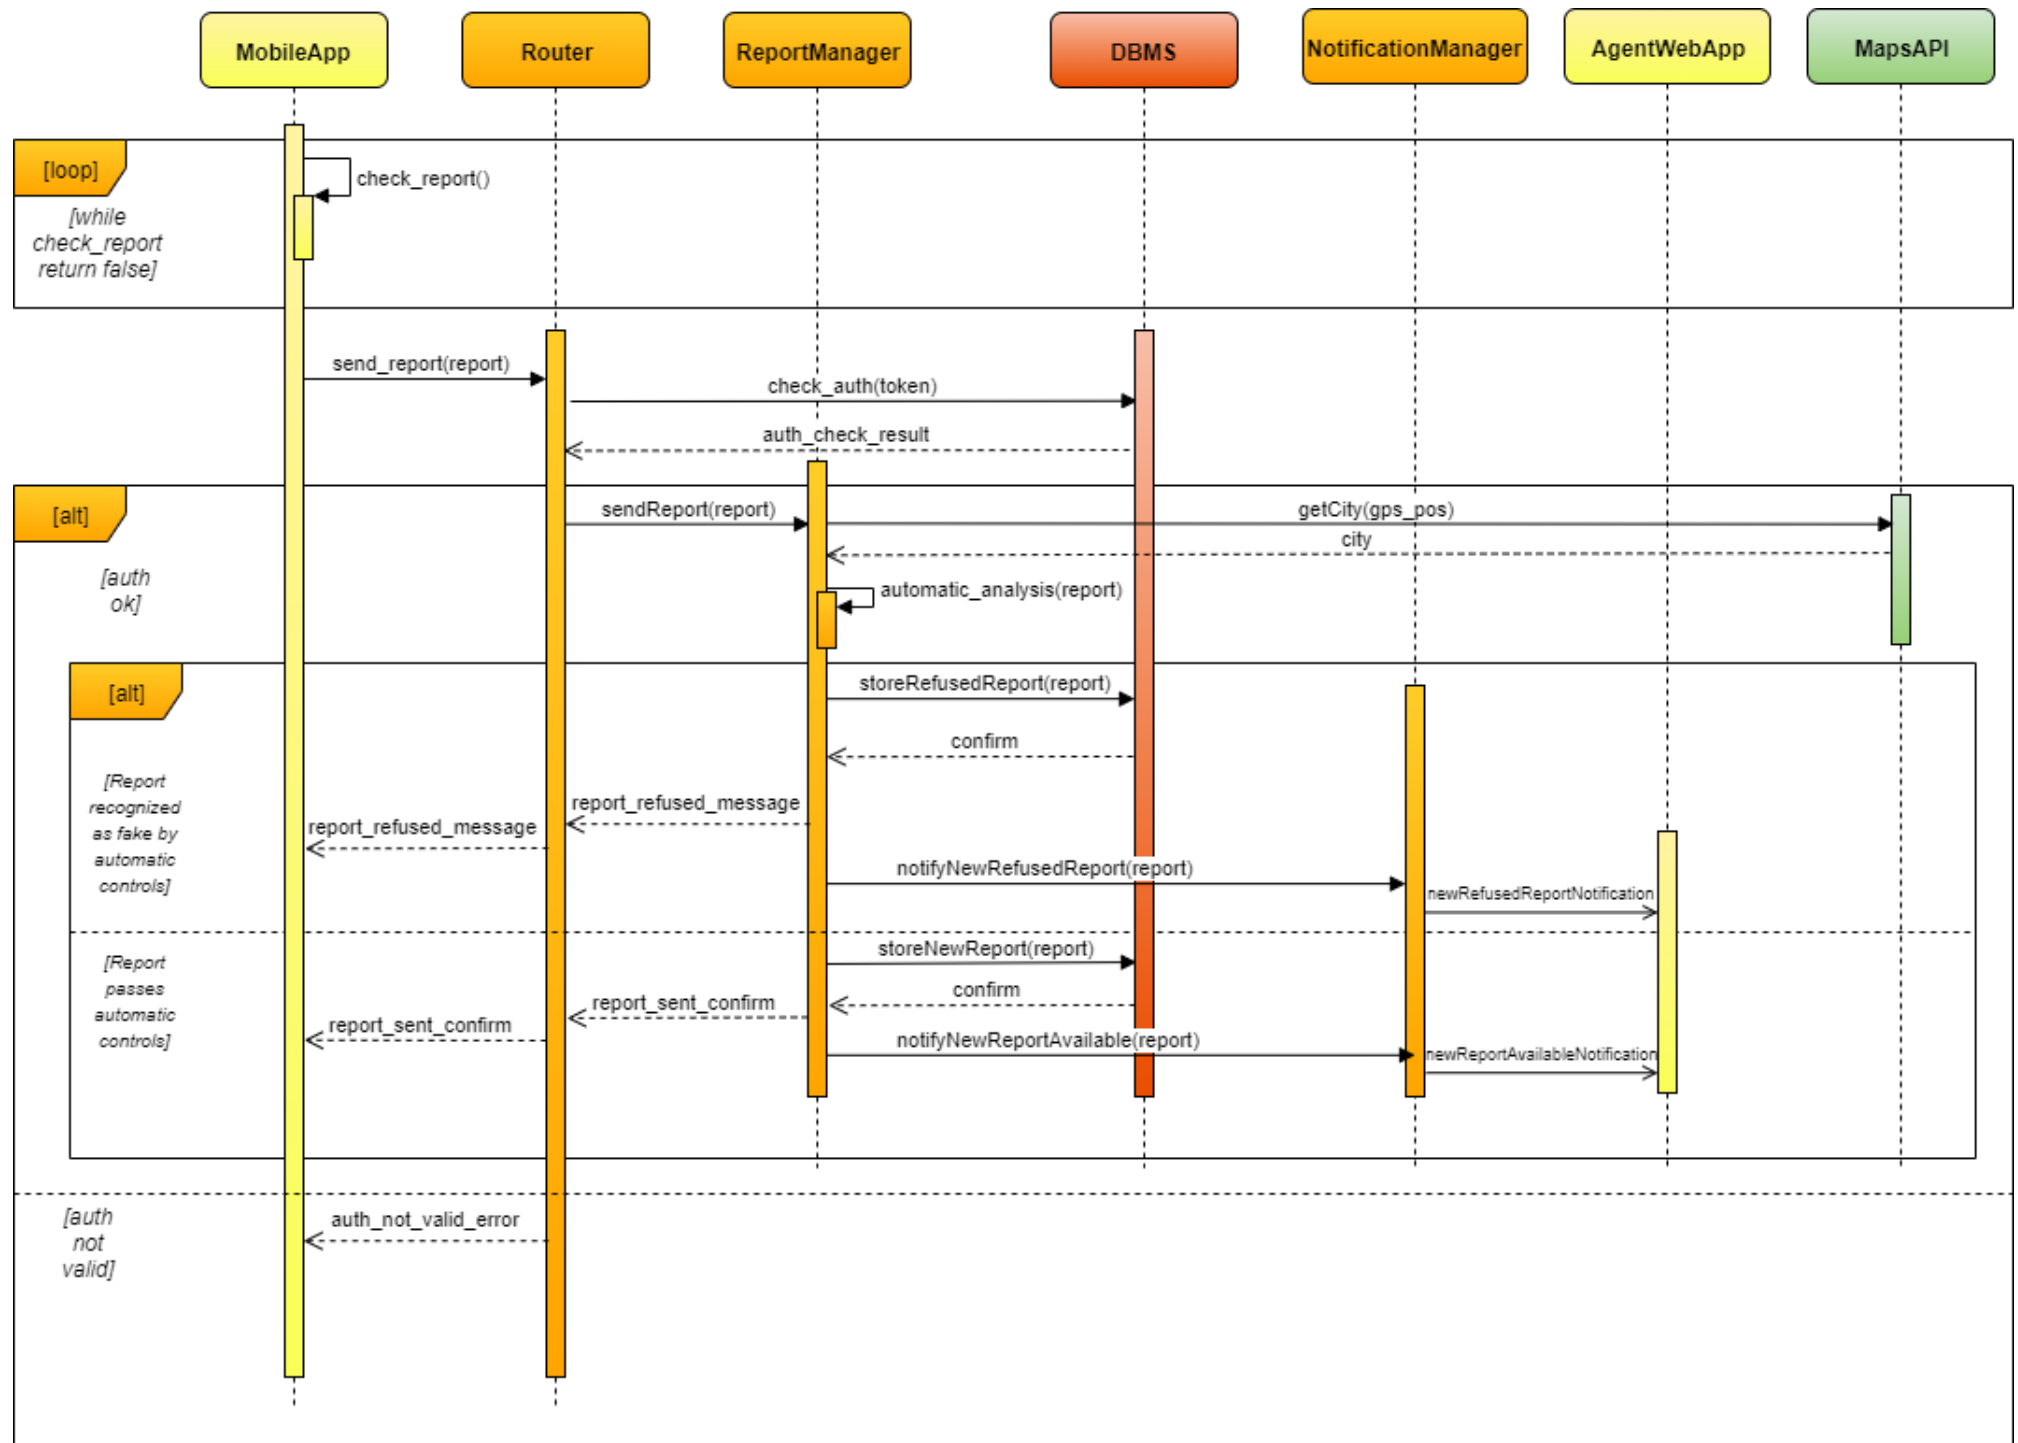 MobileApp
Router
ReportManager
DBMS
NotificationManager
AgentWebApp
MapsAPI
[loop]
check_report()
[while
check_report
return false]
send_report(report)
check_auth(token)
auth_check_result
[alt]
sendReport(report)
getCity(gps_pos)
city
[auth
ok]
automatic_analysis(report)
[alt]
storeRefusedReport(report)
confirm
[Report
recognized
as fake by
automatic
controls]
report_refused_message
report_refused_message
notifyNewRefusedReport(report)
newRefusedReportNotification
[Report
passes
automatic
controls]
storeNewReport(report)
confirm
report_sent_confirm
report_sent_confirm
notifyNewReportAvailable(report)
newReportAvailableNotification
[auth
not
valid]
auth_not_valid_error